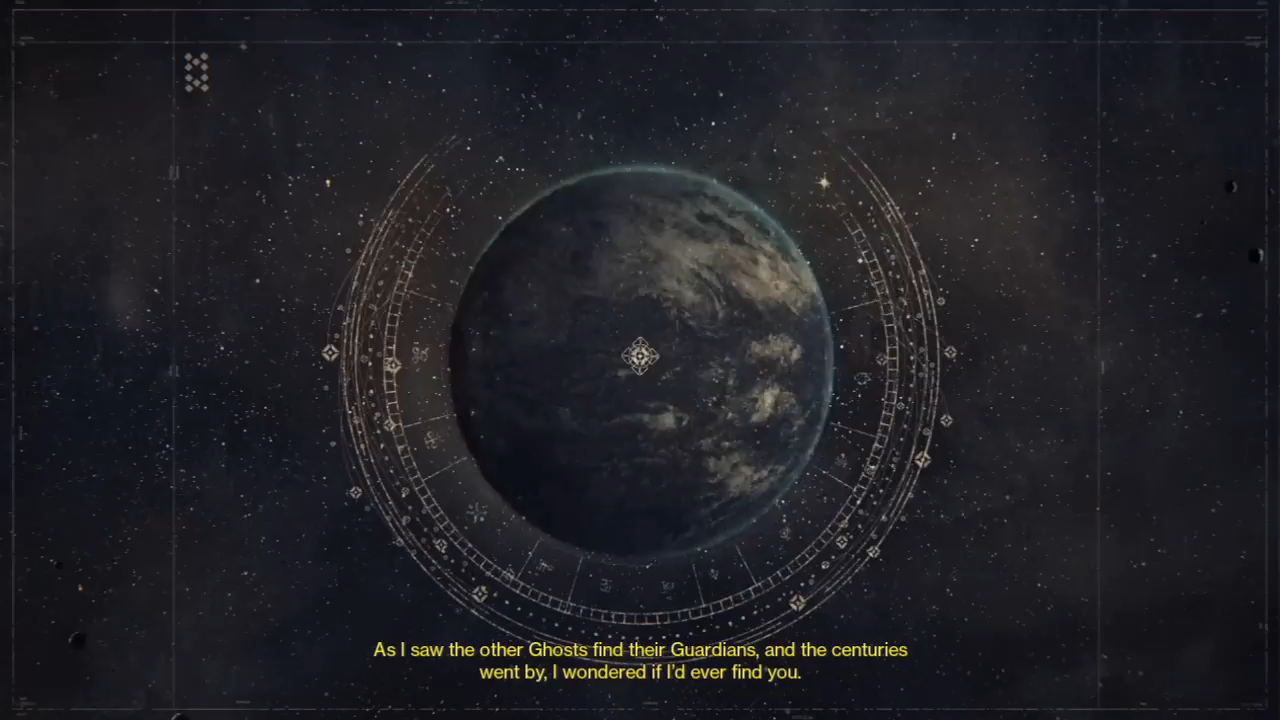 As I saw the other Ghosts find their Guardians, and the centuries
went by, I wondered if I'd ever find you.